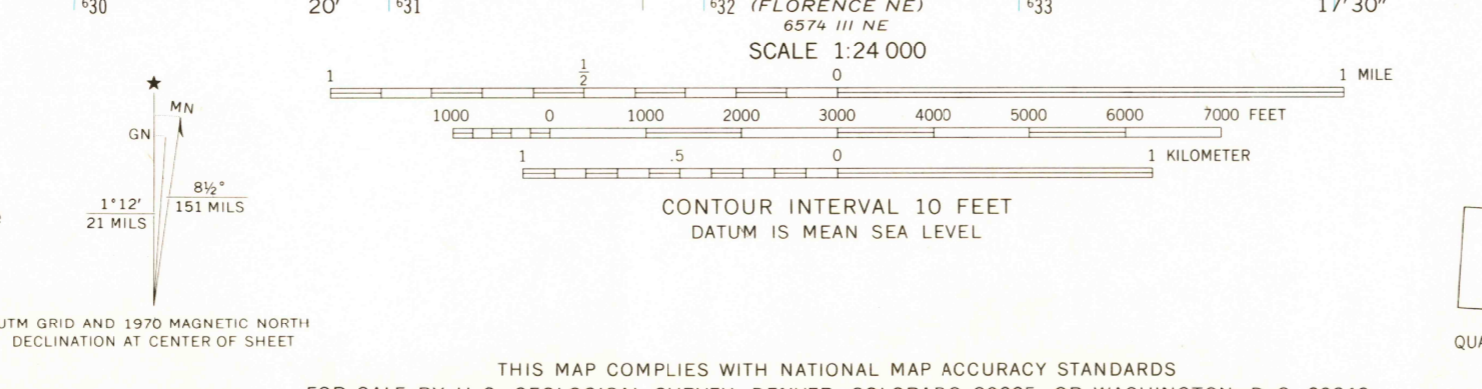 ⁶30 20' ⁶31 ⁶32 (FLORENCE NE) ⁶33 17'30"
6574 III NE
SCALE 1:24 000
1 1/2 0 1 MILE
1000 0 1000 2000 3000 4000 5000 6000 7000 FEET
1 .5 0 1 KILOMETER
★
MN
GN
8½°
151 MILS
1°12'
21 MILS
CONTOUR INTERVAL 10 FEET
DATUM IS MEAN SEA LEVEL
UTM GRID AND 1970 MAGNETIC NORTH
DECLINATION AT CENTER OF SHEET
THIS MAP COMPLIES WITH NATIONAL MAP ACCURACY STANDARDS